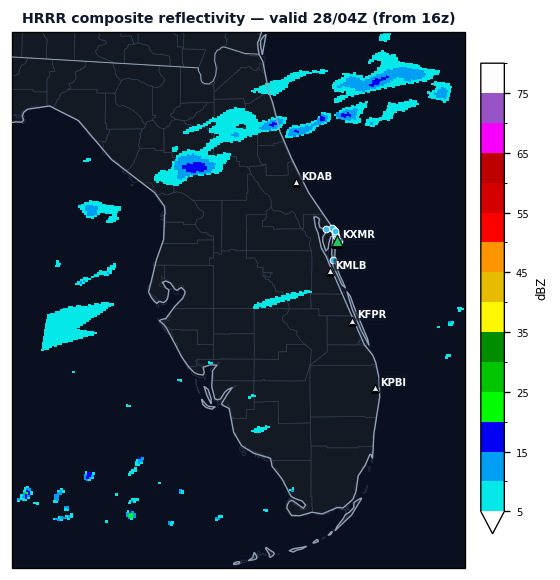 HRRR composite reflectivity — valid 28/04Z (from 16z)
KDAB
KXMR
KMLB
KFPR
KPBI
75
65
55
45
35
25
15
5
dBZ